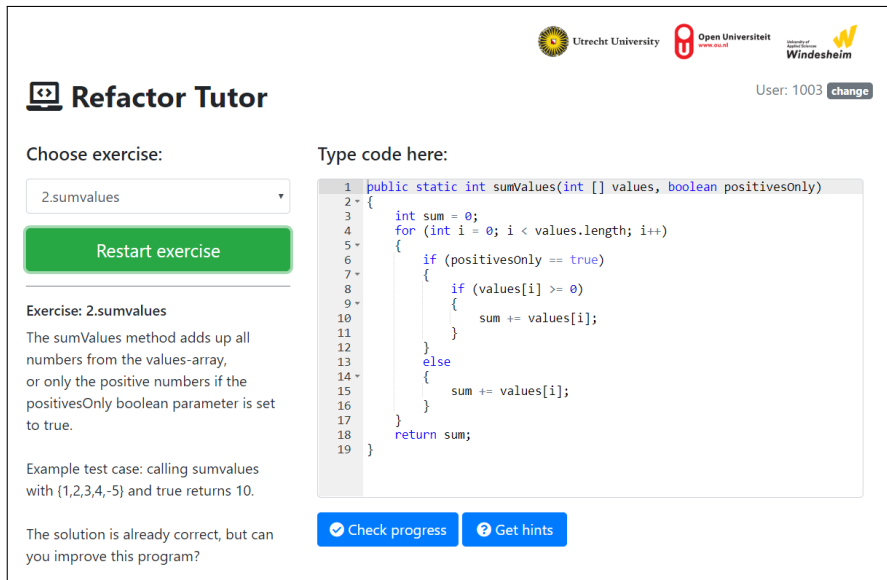 Utrecht University
Open Universiteit
www.ou.nl
University of
Applied Sciences
Windesheim
Refactor Tutor
User: 1003 change
Choose exercise:
2.sumvalues
Restart exercise
Exercise: 2.sumvalues
The sumValues method adds up all
numbers from the values-array,
or only the positive numbers if the
positivesOnly boolean parameter is set
to true.
Example test case: calling sumvalues
with {1,2,3,4,-5} and true returns 10.
The solution is already correct, but can
you improve this program?
Type code here:
1 public static int sumValues(int [] values, boolean positivesOnly)
2 {
3     int sum = 0;
4     for (int i = 0; i < values.length; i++)
5     {
6         if (positivesOnly == true)
7         {
8             if (values[i] >= 0)
9             {
10                 sum += values[i];
11             }
12         }
13         else
14         {
15             sum += values[i];
16         }
17     }
18     return sum;
19 }
Check progress
Get hints